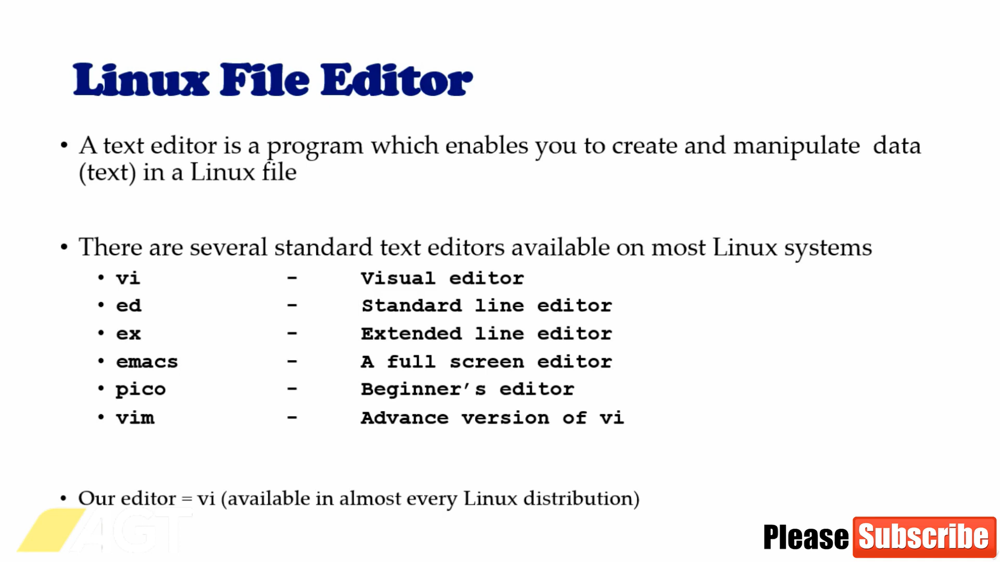 Linux File Editor
• A text editor is a program which enables you to create and manipulate data
(text) in a Linux file
• There are several standard text editors available on most Linux systems
• vi - Visual editor
• ed - Standard line editor
• ex - Extended line editor
• emacs - A full screen editor
• pico - Beginner’s editor
• vim - Advance version of vi
• Our editor = vi (available in almost every Linux distribution)
AGT
Please Subscribe